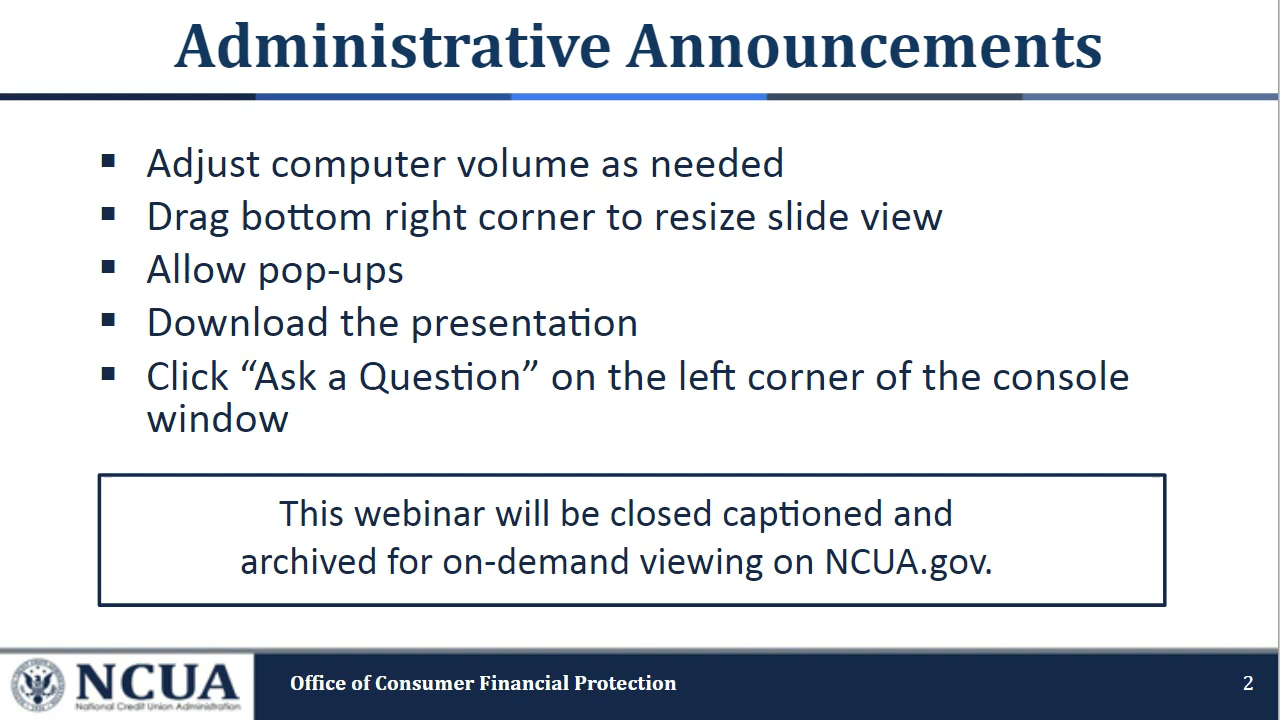 Administrative Announcements
▪ Adjust computer volume as needed
▪ Drag bottom right corner to resize slide view
▪ Allow pop-ups
▪ Download the presentation
▪ Click “Ask a Question” on the left corner of the console
window
This webinar will be closed captioned and
archived for on-demand viewing on NCUA.gov.
NCUA
National Credit Union Administration
Office of Consumer Financial Protection
2